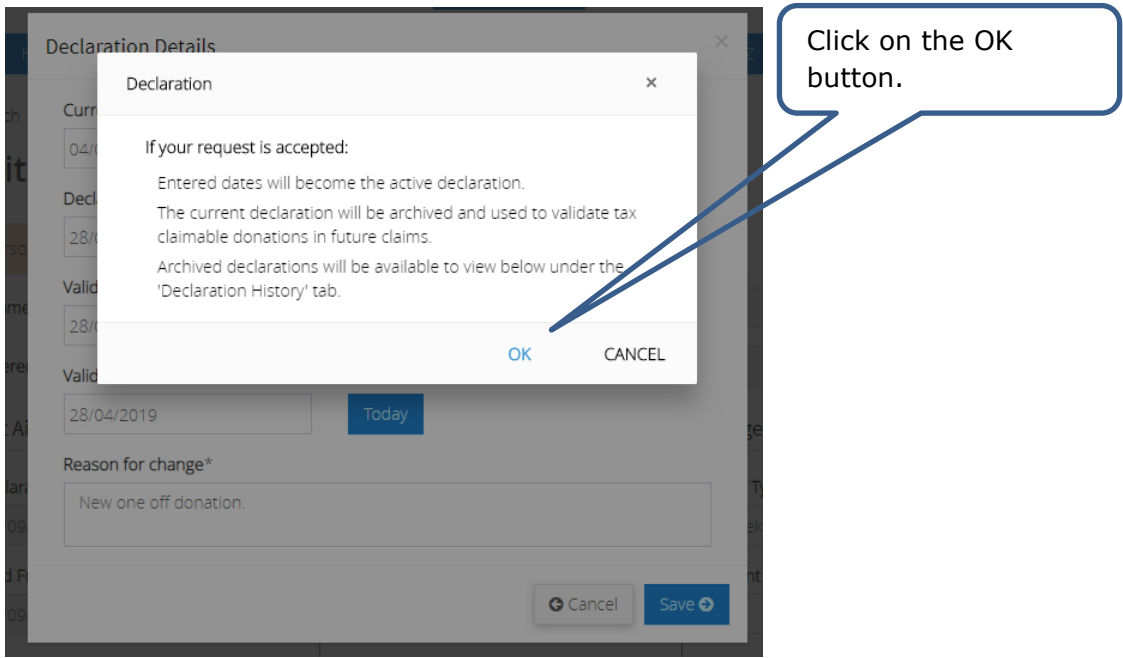 Click on the OK
button.
Declaration Details
Declaration
If your request is accepted:
Entered dates will become the active declaration.
The current declaration will be archived and used to validate tax
claimable donations in future claims.
Archived declarations will be available to view below under the
'Declaration History' tab.
OK CANCEL
28/04/2019 Today
Reason for change*
New one off donation.
Cancel Save